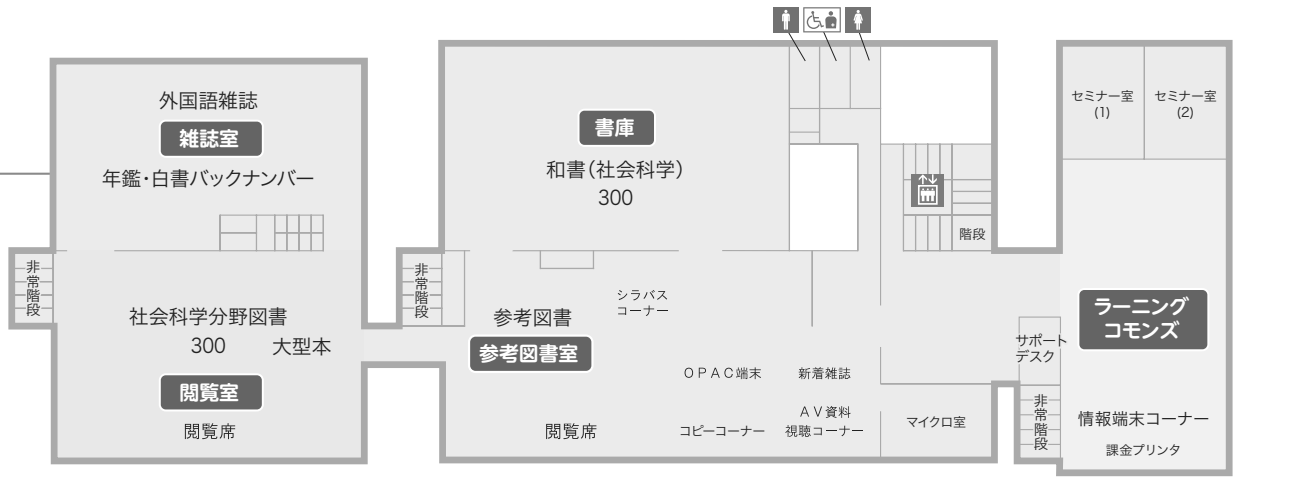 外国語雑誌
雑誌室
年鑑・白書バックナンバー
非常階段
社会科学分野図書
300 大型本
閲覧室
閲覧席
書庫
和書(社会科学)
300
階段
非常階段
参考図書
参考図書室
シラバス
コーナー
OPAC端末
新着雑誌
閲覧席
コピーコーナー
AV資料
視聴コーナー
マイクロ室
セミナー室
(1)
セミナー室
(2)
ラーニング
コモンズ
サポート
デスク
非常階段
情報端末コーナー
課金プリンタ